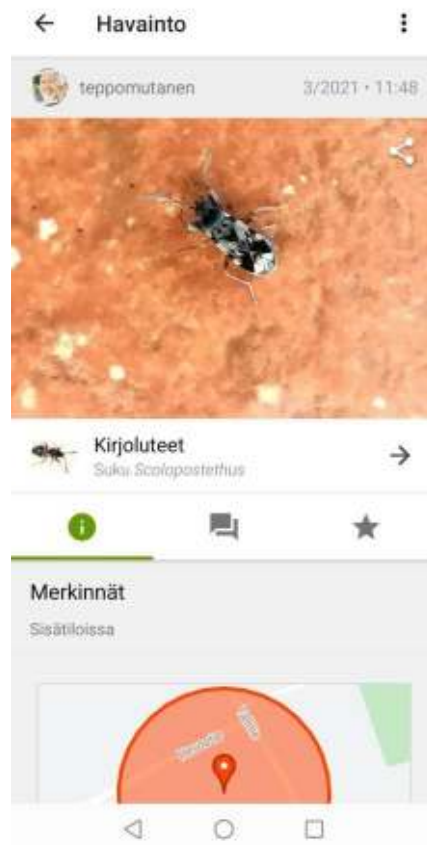 Havainto
teppomutanen
3/2021 • 11:48
Kirjoluteet
Suku Scolopostethus
Merkinnät
Sisätiloissa